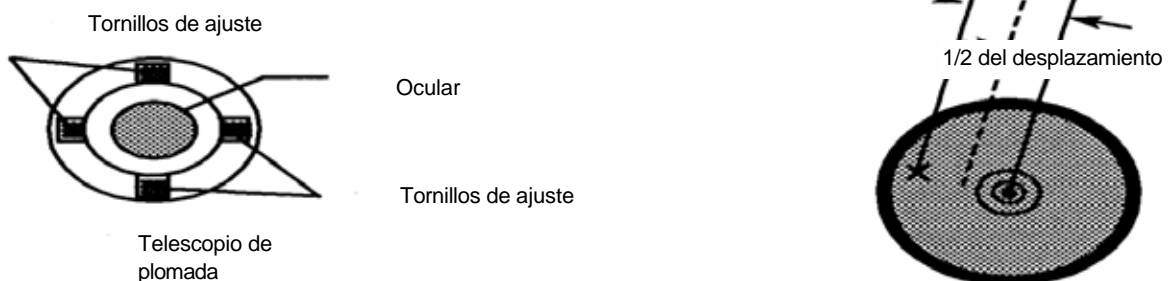 Tornillos de ajuste
1/2 del desplazamiento
Ocular
Tornillos de ajuste
Telescopio de
plomada